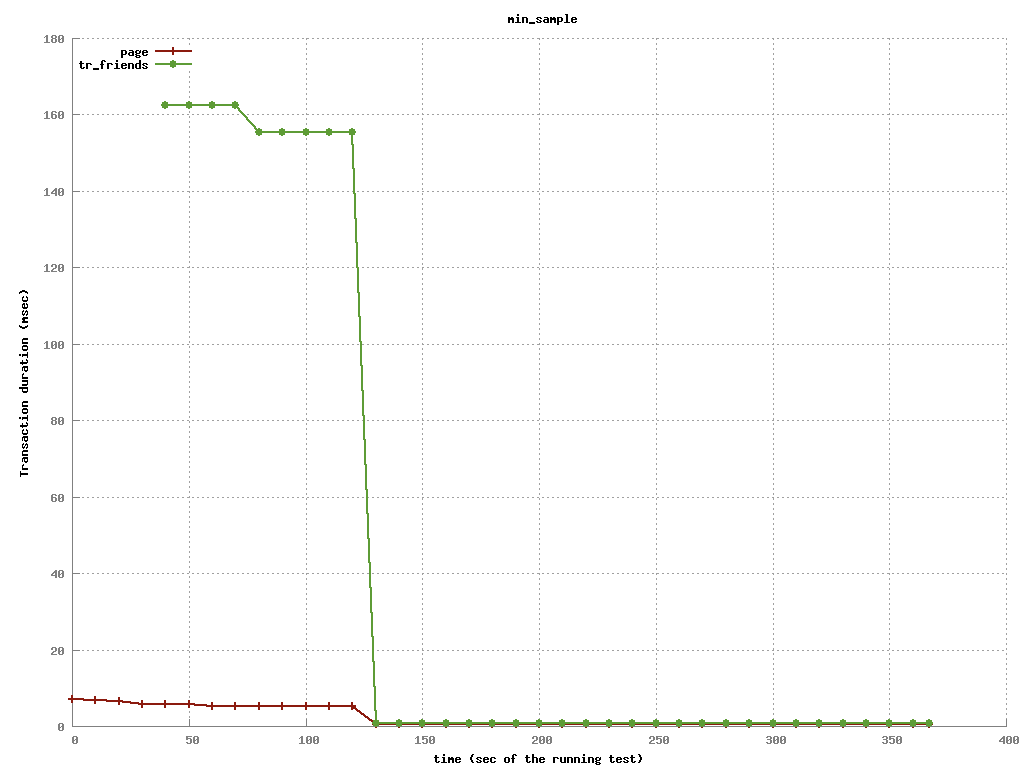 min_sample
page
tr_friends
180
160
140
120
100
80
60
40
20
0
Transaction duration (msec)
0 50 100 150 200 250 300 350 400
time (sec of the running test)